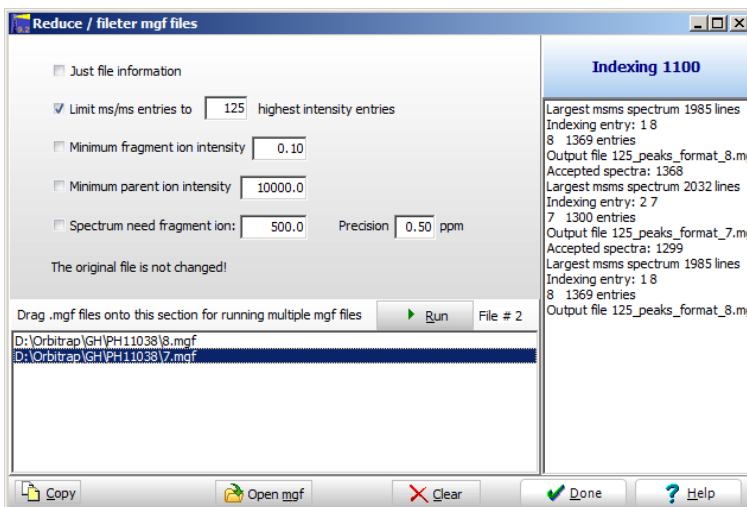 Reduce / fileter mgf files
Just file information
Limit ms/ms entries to 125 highest intensity entries
Minimum fragment ion intensity 0.10
Minimum parent ion intensity 10000.0
Spectrum need fragment ion: 500.0 Precision 0.50 ppm
The original file is not changed!
Drag .mgf files onto this section for running multiple mgf files Run File # 2
D:\Orbitrap\GH\PH11038\8.mgf
D:\Orbitrap\GH\PH11038\7.mgf
Indexing 1100
Largest msms spectrum 1985 lines
Indexing entry: 1 8
8 1369 entries
Output file 125_peaks_format_8.m
Accepted spectra: 1368
Largest msms spectrum 2032 lines
Indexing entry: 2 7
7 1300 entries
Output file 125_peaks_format_7.m
Accepted spectra: 1299
Largest msms spectrum 1985 lines
Indexing entry: 1 8
8 1369 entries
Output file 125_peaks_format_8.m
Copy Open mgf Clear Done Help